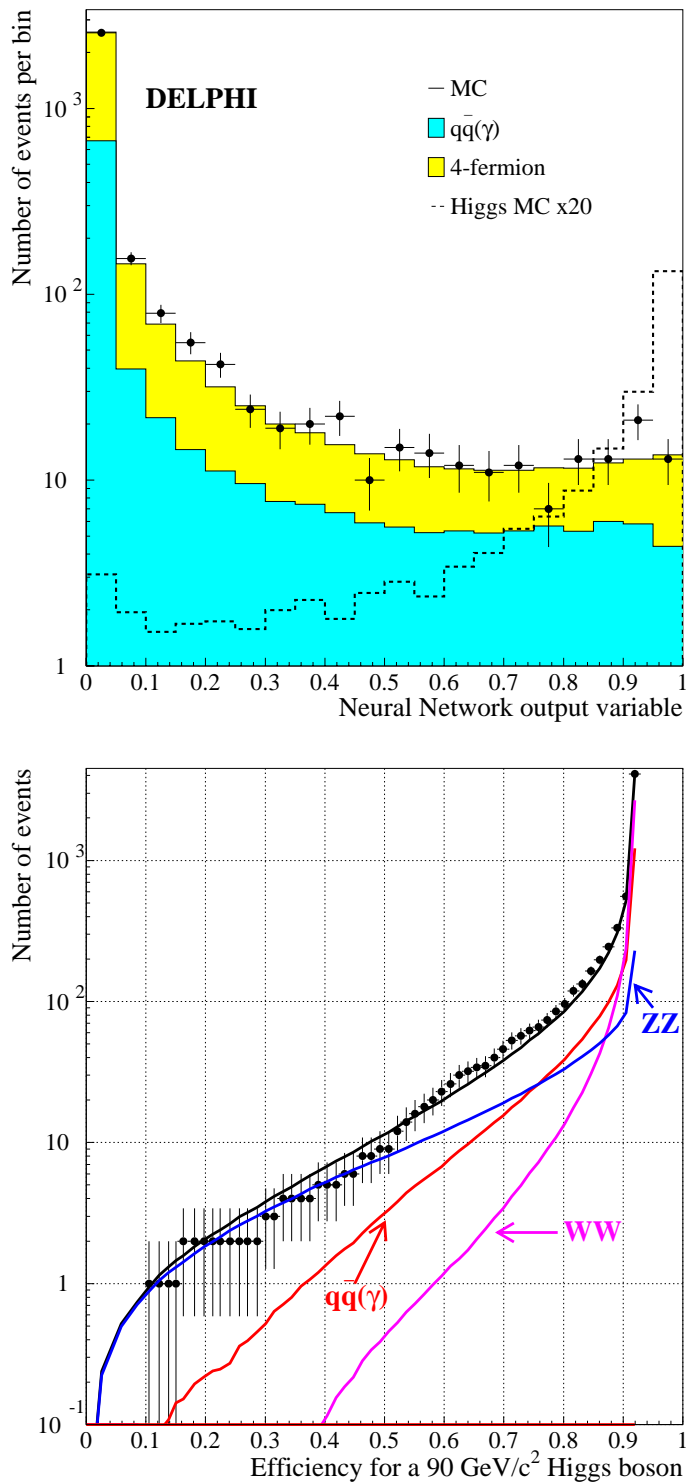 Number of events per bin
10³
10²
10
1
DELPHI
MC
qq̄(γ)
4-fermion
Higgs MC x20
0 0.1 0.2 0.3 0.4 0.5 0.6 0.7 0.8 0.9 1
Neural Network output variable
Number of events
10³
10²
10
1
10⁻¹
ZZ
WW
qq̄(γ)
0 0.1 0.2 0.3 0.4 0.5 0.6 0.7 0.8 0.9 1
Efficiency for a 90 GeV/c² Higgs boson